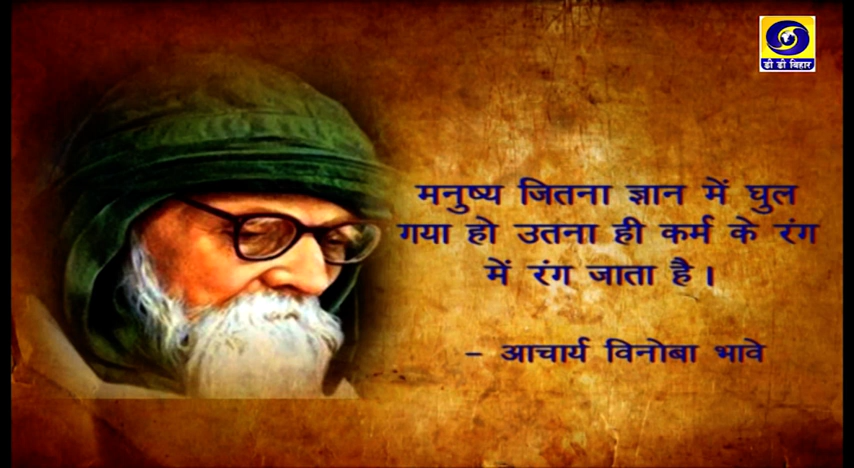 डी डी बिहार
मनुष्य जितना ज्ञान में घुल
गया हो उतना ही कर्म के रंग
में रंग जाता है।
- आचार्य विनोबा भावे